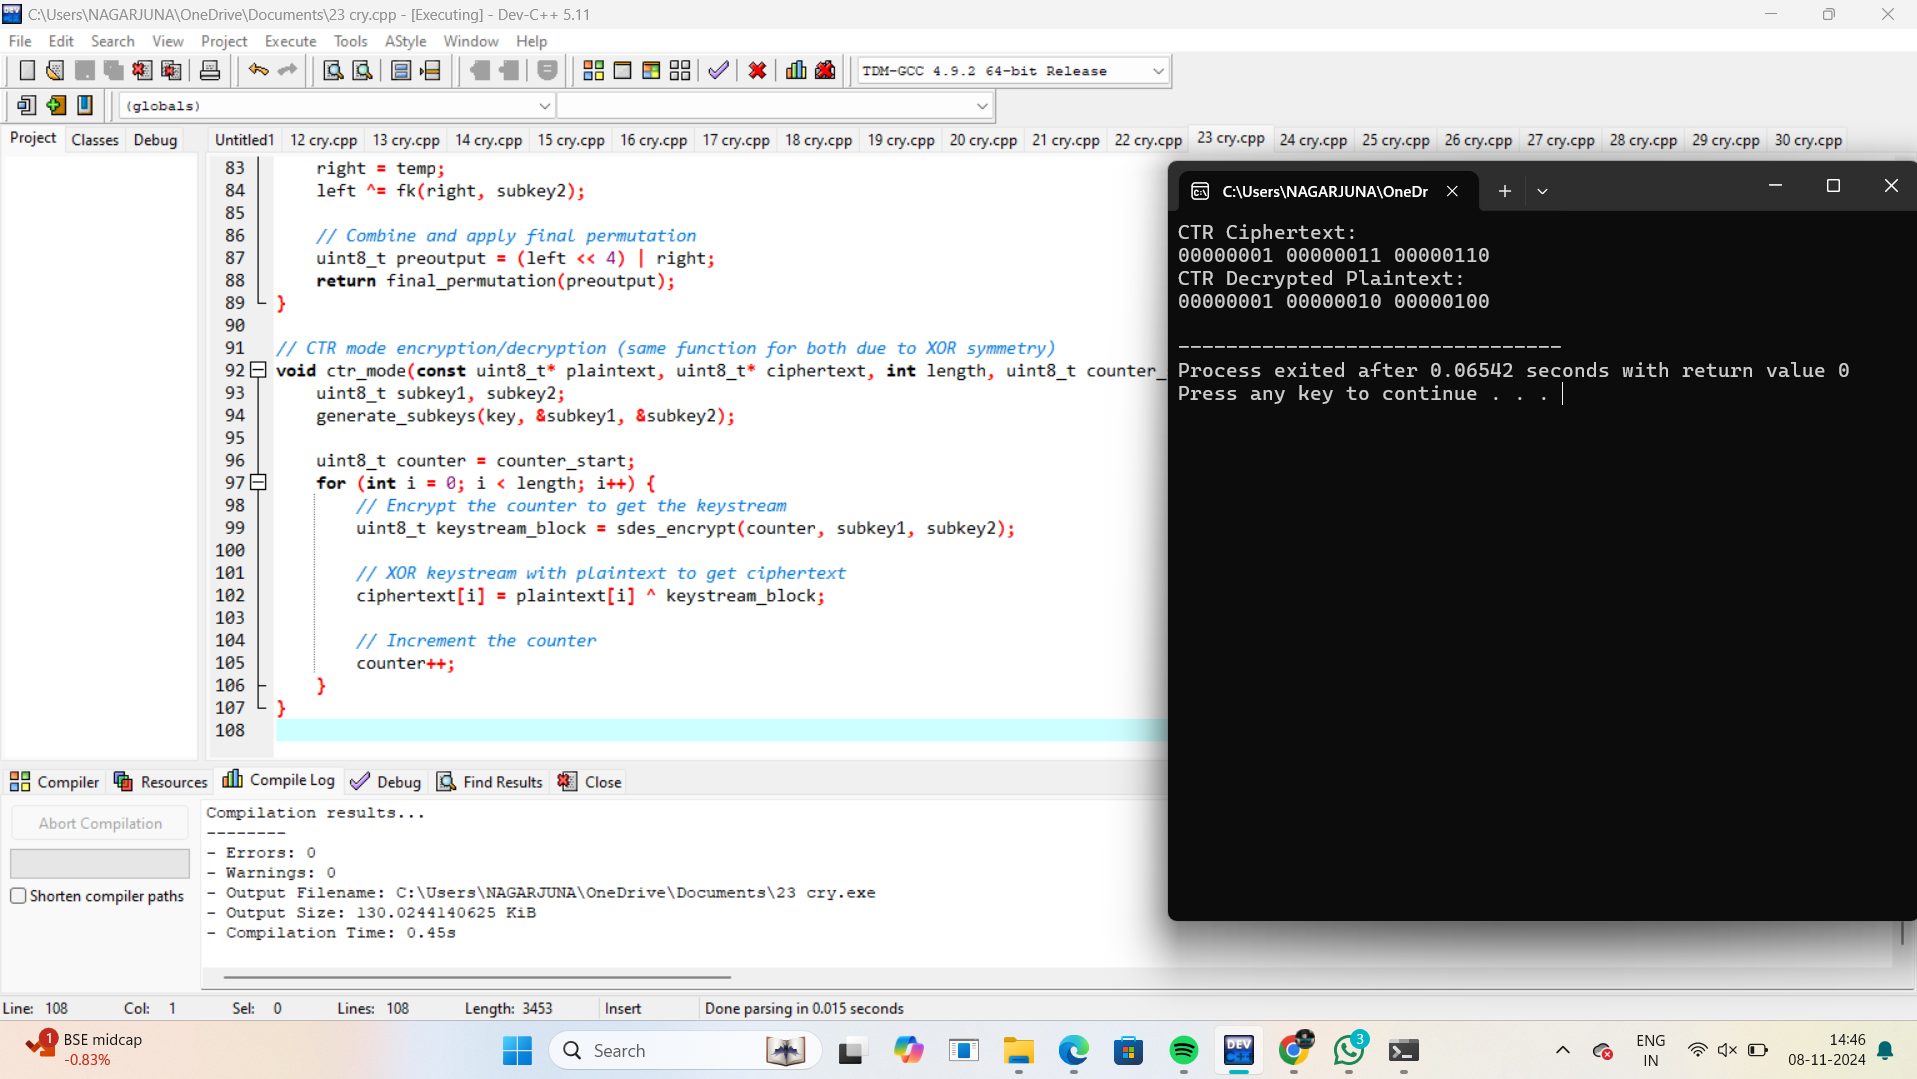 C:\Users\NAGARJUNA\OneDrive\Documents\23 cry.cpp - [Executing] - Dev-C++ 5.11
File Edit Search View Project Execute Tools AStyle Window Help
TDM-GCC 4.9.2 64-bit Release
(globals)
Project Classes Debug
Untitled1 12 cry.cpp 13 cry.cpp 14 cry.cpp 15 cry.cpp 16 cry.cpp 17 cry.cpp 18 cry.cpp 19 cry.cpp 20 cry.cpp 21 cry.cpp 22 cry.cpp 23 cry.cpp 24 cry.cpp 25 cry.cpp 26 cry.cpp 27 cry.cpp 28 cry.cpp 29 cry.cpp 30 cry.cpp
83 right = temp;
84 left ^= fk(right, subkey2);
85
86 // Combine and apply final permutation
87 uint8_t preoutput = (left << 4) | right;
88 return final_permutation(preoutput);
89 }
90
91 // CTR mode encryption/decryption (same function for both due to XOR symmetry)
92 void ctr_mode(const uint8_t* plaintext, uint8_t* ciphertext, int length, uint8_t counter_
93 uint8_t subkey1, subkey2;
94 generate_subkeys(key, &subkey1, &subkey2);
95
96 uint8_t counter = counter_start;
97 for (int i = 0; i < length; i++) {
98 // Encrypt the counter to get the keystream
99 uint8_t keystream_block = sdes_encrypt(counter, subkey1, subkey2);
100
101 // XOR keystream with plaintext to get ciphertext
102 ciphertext[i] = plaintext[i] ^ keystream_block;
103
104 // Increment the counter
105 counter++;
106 }
107 }
108
C:\Users\NAGARJUNA\OneDr
CTR Ciphertext:
00000001 00000011 00000110
CTR Decrypted Plaintext:
00000001 00000010 00000100
--------------------------------
Process exited after 0.06542 seconds with return value 0
Press any key to continue . . .
Compiler Resources Compile Log Debug Find Results Close
Abort Compilation
Shorten compiler paths
Compilation results...
--------
- Errors: 0
- Warnings: 0
- Output Filename: C:\Users\NAGARJUNA\OneDrive\Documents\23 cry.exe
- Output Size: 130.0244140625 KiB
- Compilation Time: 0.45s
Line: 108 Col: 1 Sel: 0 Lines: 108 Length: 3453 Insert Done parsing in 0.015 seconds
1
BSE midcap
-0.83%
Search
DEV
3
ENG
IN
14:46
08-11-2024